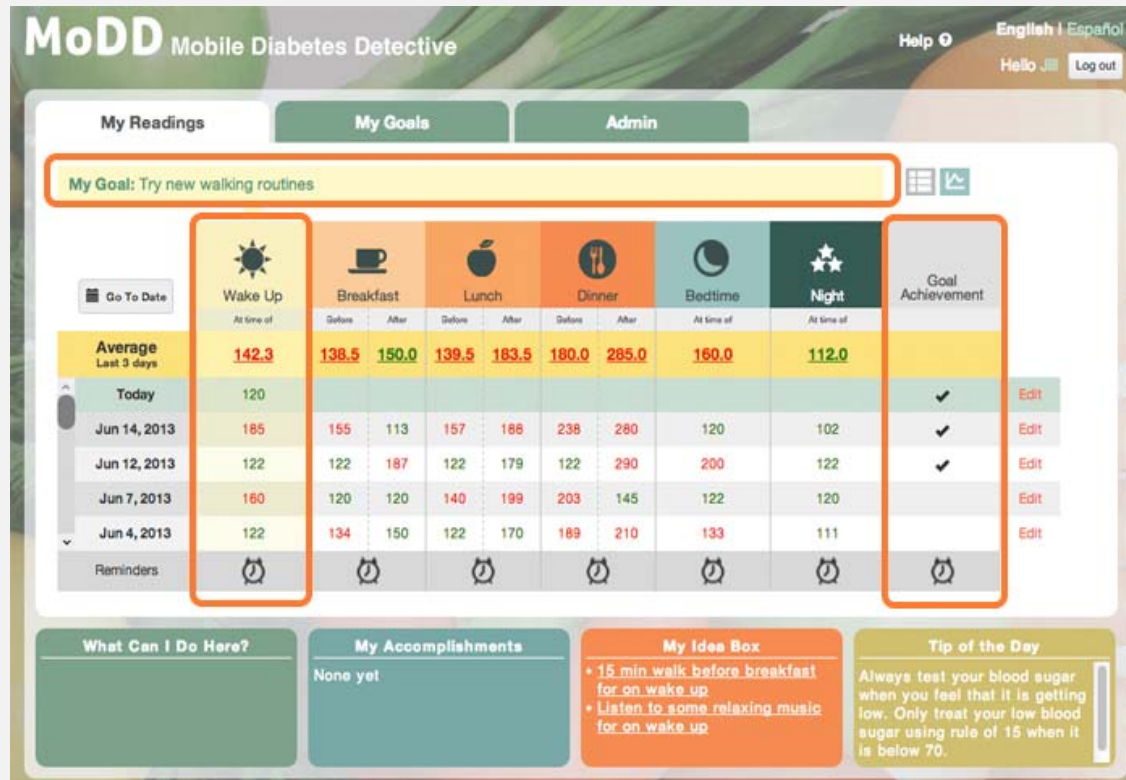 MoDD Mobile Diabetes Detective
Help ?
English | Español
Hello Jill
Log out
My Readings
My Goals
Admin
My Goal: Try new walking routines
Go To Date
Wake Up
Breakfast
Lunch
Dinner
Bedtime
Night
Goal
Achievement
At time of Before After Before After Before After At time of At time of
Average
Last 3 days
142.3 138.5 150.0 139.5 183.5 180.0 285.0 160.0 112.0
Today 120 Edit
Jun 14, 2013 185 155 113 157 188 238 280 120 102 Edit
Jun 12, 2013 122 122 187 122 179 122 290 200 122 Edit
Jun 7, 2013 160 120 120 140 199 203 145 122 120 Edit
Jun 4, 2013 122 134 150 122 170 189 210 133 111 Edit
Reminders
What Can I Do Here?
My Accomplishments
None yet
My Idea Box
• 15 min walk before breakfast
for on wake up
• Listen to some relaxing music
for on wake up
Tip of the Day
Always test your blood sugar
when you feel that it is getting
low. Only treat your low blood
sugar using rule of 15 when it
is below 70.